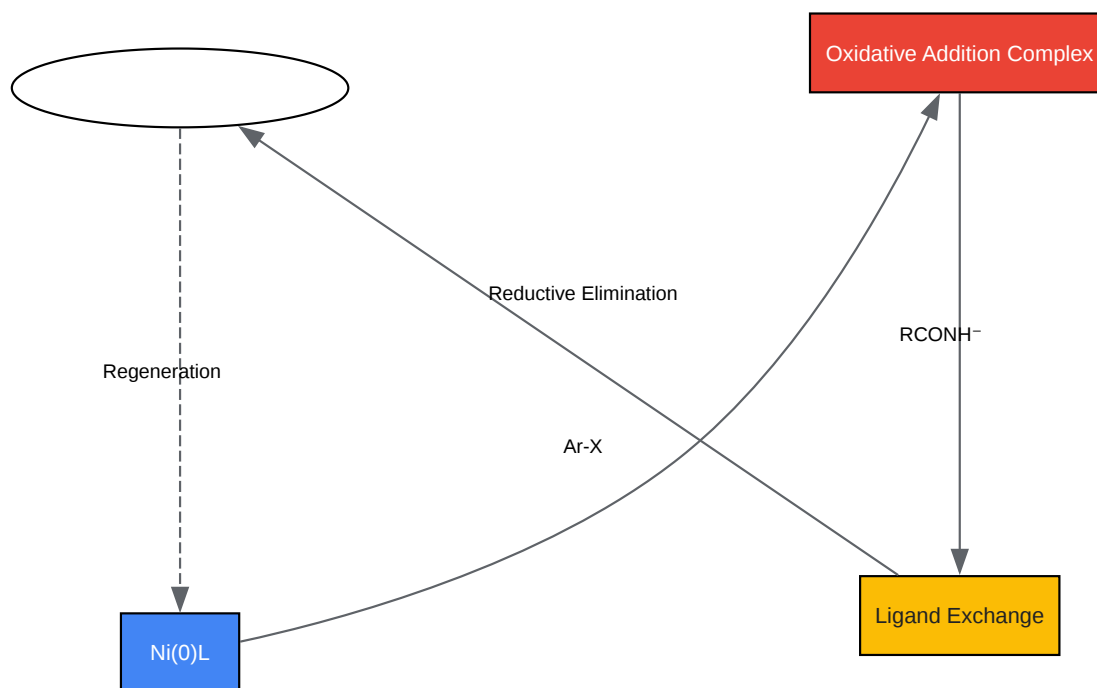 Oxidative Addition Complex
Reductive Elimination
RCONH⁻
Regeneration
Ar-X
Ligand Exchange
Ni(0)L